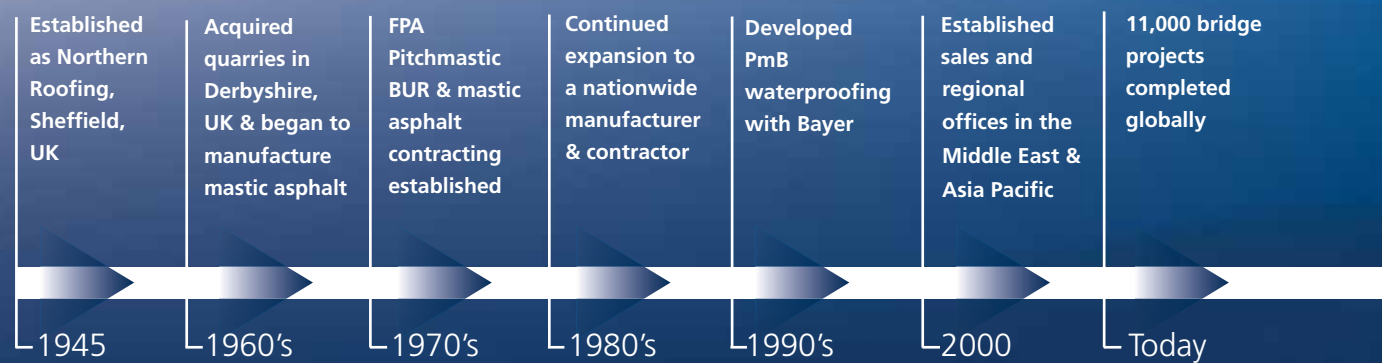 Established
as Northern
Roofing,
Sheffield,
UK
Acquired
quarries in
Derbyshire,
UK & began to
manufacture
mastic asphalt
FPA
Pitchmastic
BUR & mastic
asphalt
contracting
established
Continued
expansion to
a nationwide
manufacturer
& contractor
Developed
PmB
waterproofing
with Bayer
Established
sales and
regional
offices in the
Middle East &
Asia Pacific
11,000 bridge
projects
completed
globally
1945
1960's
1970's
1980's
1990's
2000
Today